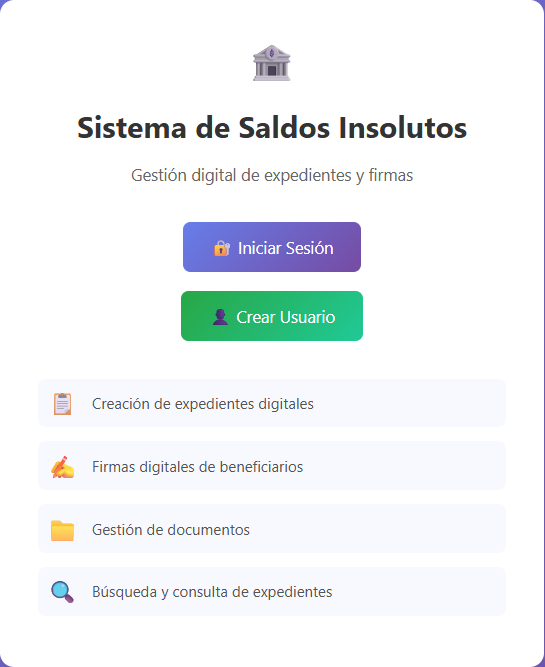 Sistema de Saldos Insolutos
Gestión digital de expedientes y firmas
Iniciar Sesión
Crear Usuario
Creación de expedientes digitales
Firmas digitales de beneficiarios
Gestión de documentos
Búsqueda y consulta de expedientes